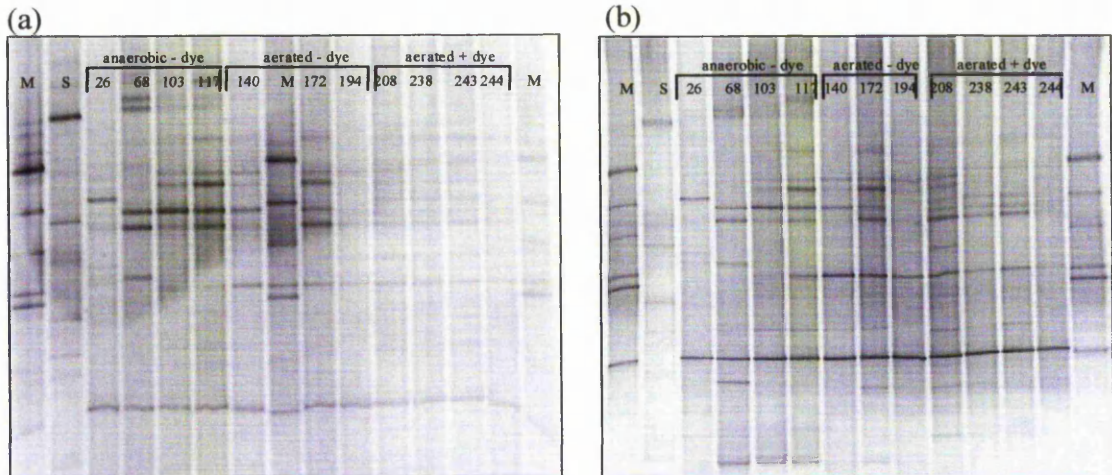 (a)
anaerobic - dye aerated - dye aerated + dye
M S 26 68 103 117 140 M 172 194 208 238 243 244 M
(b)
anaerobic - dye aerated - dye aerated + dye
M S 26 68 103 117 140 172 194 208 238 243 244 M